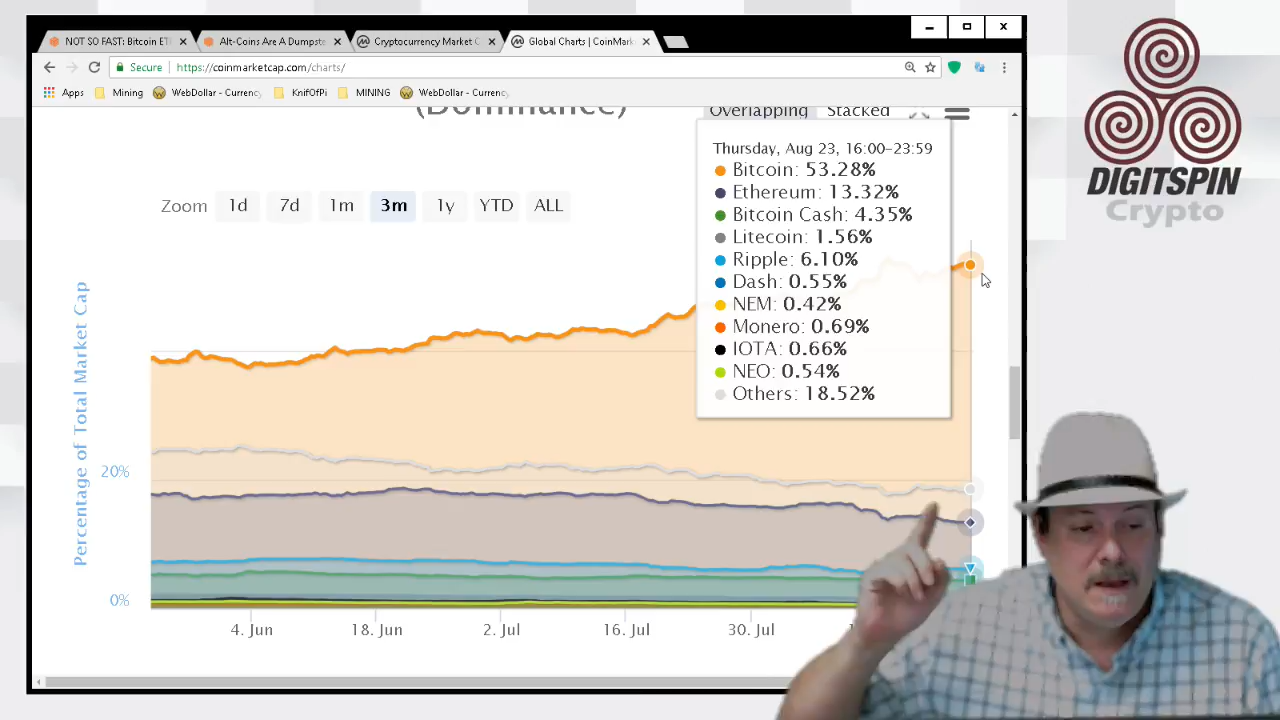 NOT SO FAST: Bitcoin ET
Alt-Coins Are A Dumpste
Cryptocurrency Market C
Global Charts | CoinMark
Secure
https://coinmarketcap.com/charts/
Apps
Mining
WebDollar - Currenc
KnifOfPi
MINING
WebDollar - Currenc
(Dominance)
Overlapping
Stacked
Zoom
1d
7d
1m
3m
1y
YTD
ALL
Thursday, Aug 23, 16:00-23:59
Bitcoin: 53.28%
Ethereum: 13.32%
Bitcoin Cash: 4.35%
Litecoin: 1.56%
Ripple: 6.10%
Dash: 0.55%
NEM: 0.42%
Monero: 0.69%
IOTA: 0.66%
NEO: 0.54%
Others: 18.52%
Percentage of Total Market Cap
20%
0%
4. Jun
18. Jun
2. Jul
16. Jul
30. Jul
DIGITSPIN
Crypto